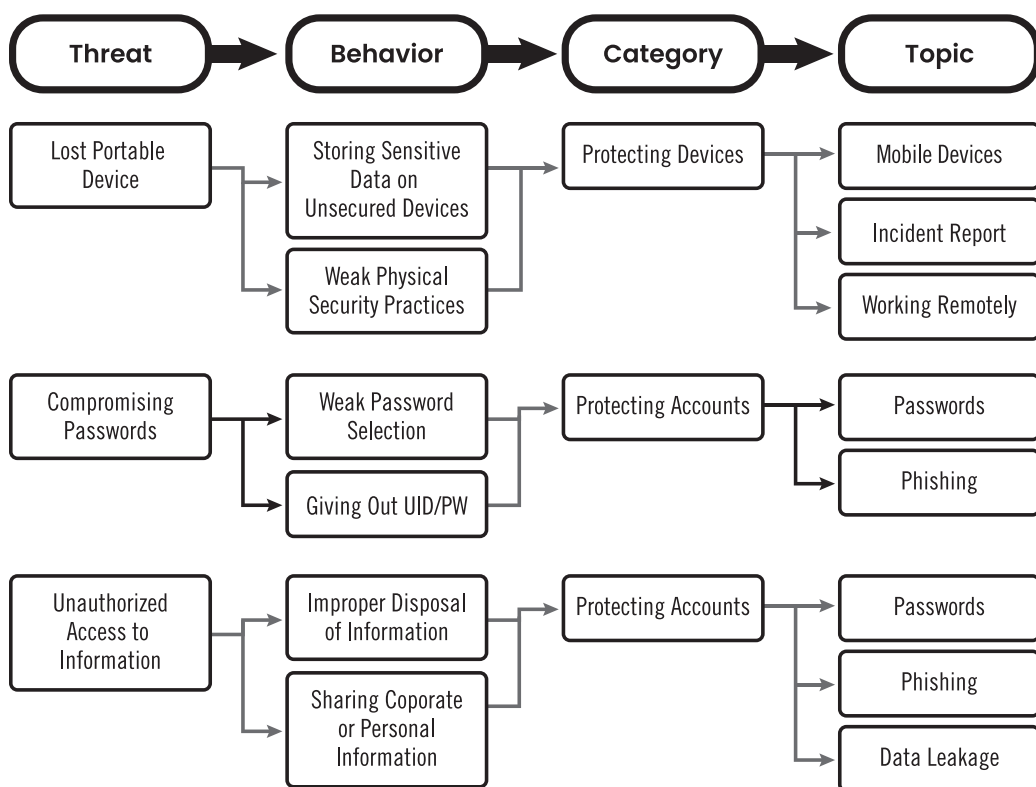 Threat
Behavior
Category
Topic
Lost Portable
Device
Storing Sensitive
Data on
Unsecured Devices
Weak Physical
Security Practices
Protecting Devices
Mobile Devices
Incident Report
Working Remotely
Compromising
Passwords
Weak Password
Selection
Giving Out UID/PW
Protecting Accounts
Passwords
Phishing
Unauthorized
Access to
Information
Improper Disposal
of Information
Sharing Coporate
or Personal
Information
Protecting Accounts
Passwords
Phishing
Data Leakage